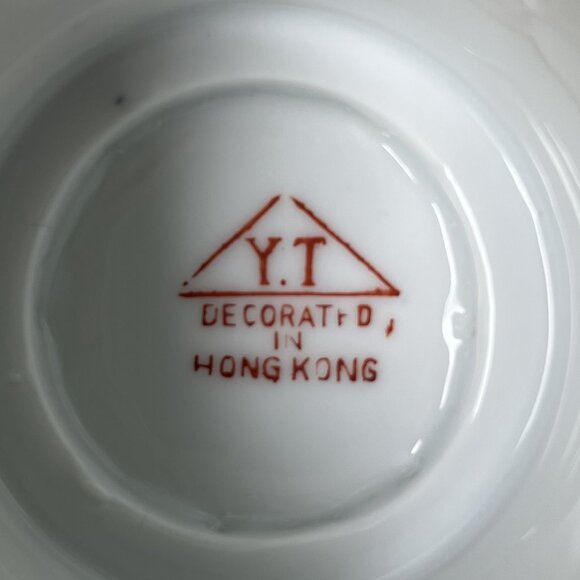 Y.T
DECORATED
IN
HONG KONG